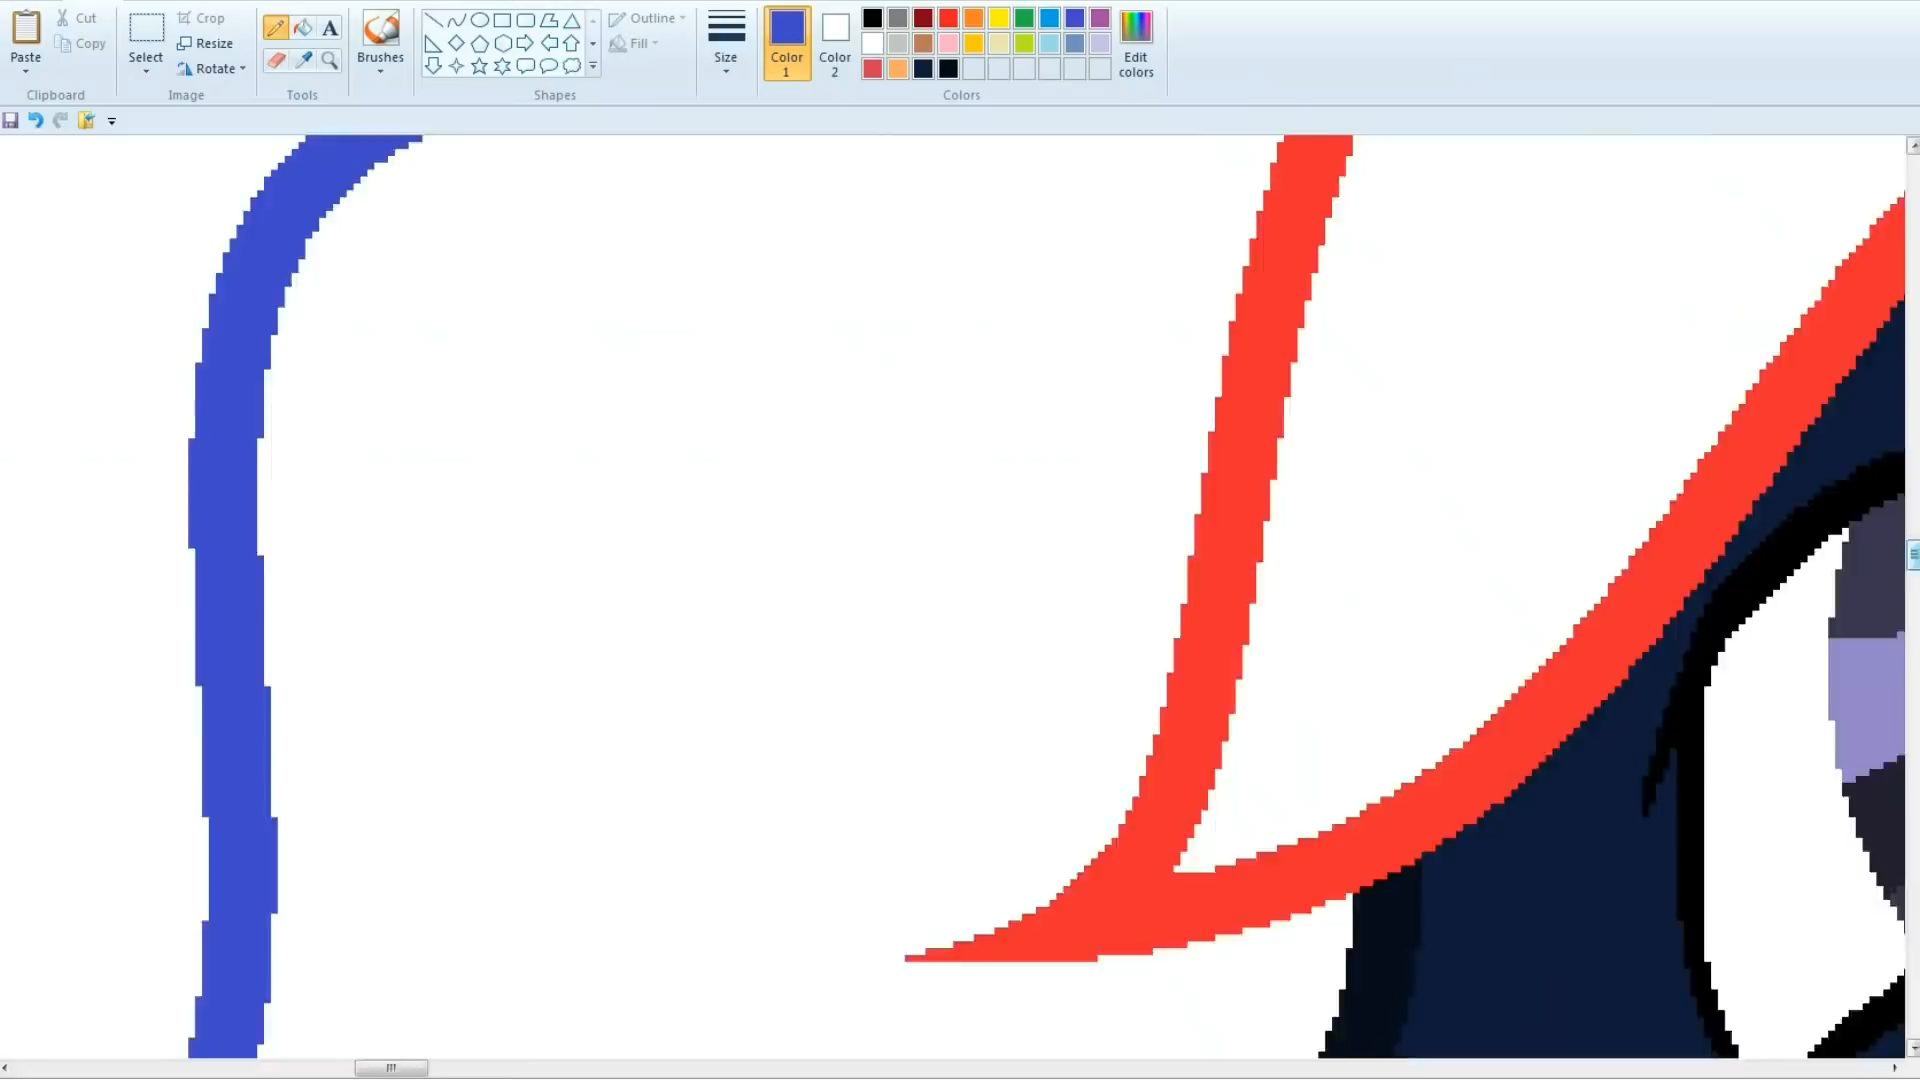 Paste
Cut
Copy
Clipboard
Select
Crop
Resize
Rotate
Image
A
Tools
Brushes
Outline
Fill
Shapes
Size
Color
1
Color
2
Edit
colors
Colors